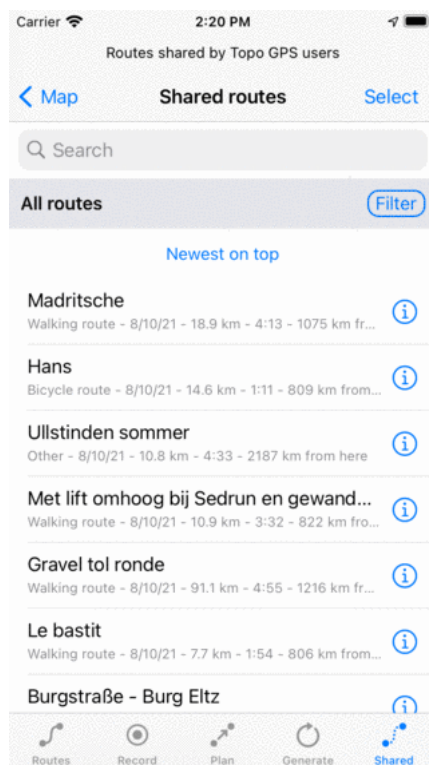 Carrier 2:20 PM
Routes shared by Topo GPS users
Map Shared routes Select
Search
All routes Filter
Newest on top
Madritsche
Walking route - 8/10/21 - 18.9 km - 4:13 - 1075 km fr...
Hans
Bicycle route - 8/10/21 - 14.6 km - 1:11 - 809 km from...
Ullstinden sommer
Other - 8/10/21 - 10.8 km - 4:33 - 2187 km from here
Met lift omhoog bij Sedrun en gewand...
Walking route - 8/10/21 - 10.9 km - 3:32 - 822 km fro...
Gravel tol ronde
Walking route - 8/10/21 - 91.1 km - 4:55 - 1216 km fr...
Le bastit
Walking route - 8/10/21 - 7.7 km - 1:54 - 806 km from...
Burgstraße - Burg Eltz
Routes Record Plan Generate Shared